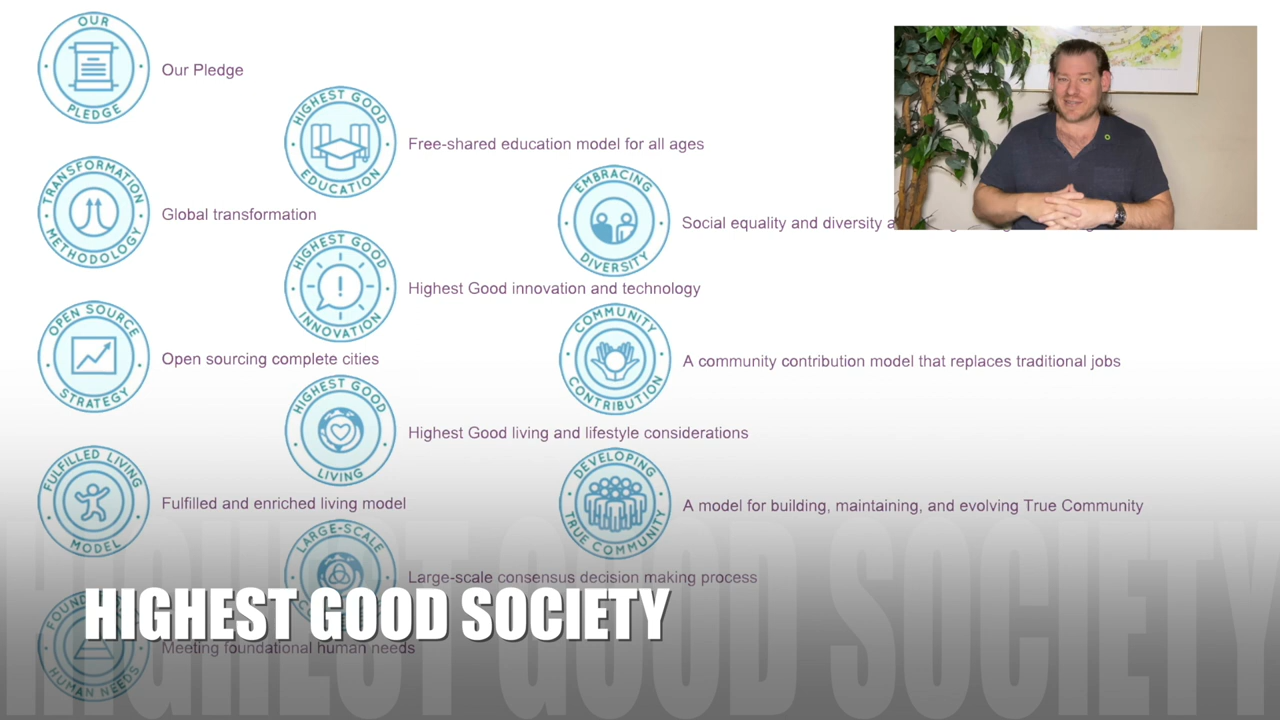 OUR PLEDGE
Our Pledge
HIGHEST GOOD EDUCATION
Free-shared education model for all ages
TRANSFORMATION METHODOLOGY
Global transformation
EMBRACING DIVERSITY
Social equality and diversity
HIGHEST GOOD INNOVATION
Highest Good innovation and technology
OPEN SOURCE STRATEGY
Open sourcing complete cities
COMMUNITY CONTRIBUTION
A community contribution model that replaces traditional jobs
HIGHEST GOOD LIVING
Highest Good living and lifestyle considerations
FULFILLED LIVING MODEL
Fulfilled and enriched living model
DEVELOPING TRUE COMMUNITY
A model for building, maintaining, and evolving True Community
LARGE-SCALE
Large-scale consensus decision making process
HUMAN NEEDS
Meeting foundational human needs
HIGHEST GOOD SOCIETY
HIGHEST GOOD SOCIETY